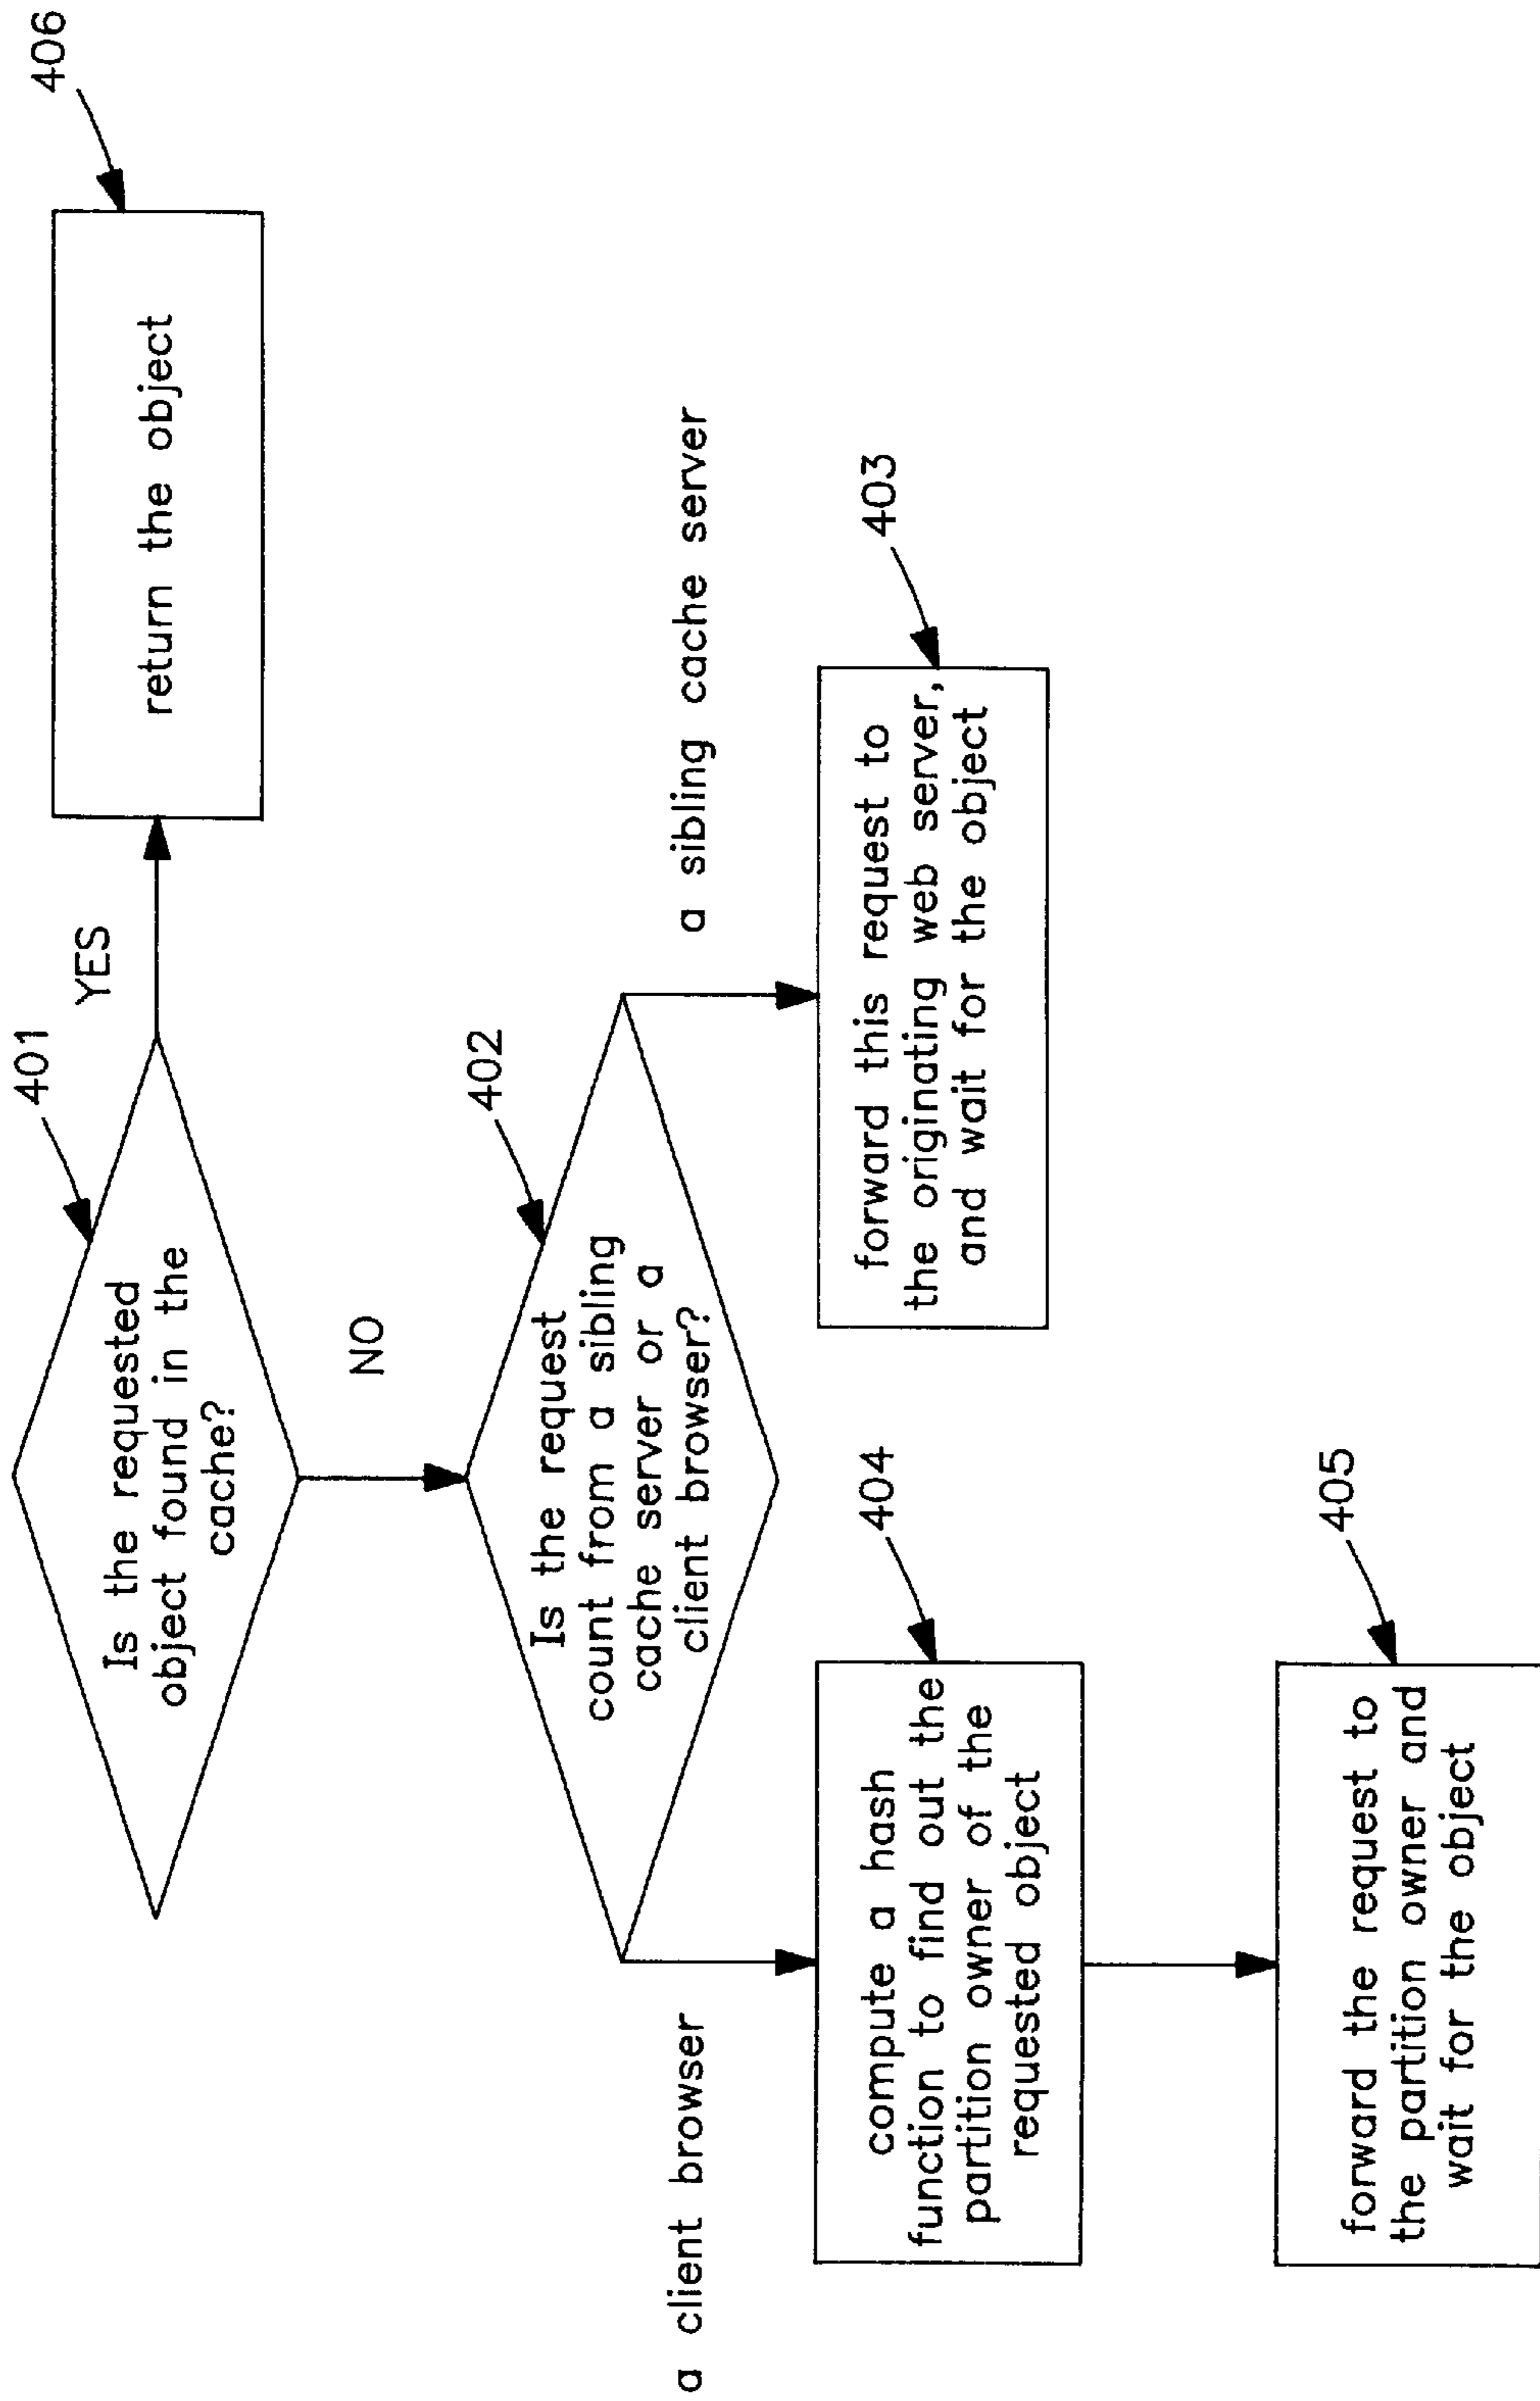 401
Is the requested
object found in the
cache?
YES
406
return the object
NO
402
Is the request
count from a sibling
cache server or a
client browser?
a client browser
a sibling cache server
404
compute a hash
function to find out the
partition owner of the
requested object
403
forward this request to
the originating web server,
and wait for the object
405
forward the request to
the partition owner and
wait for the object